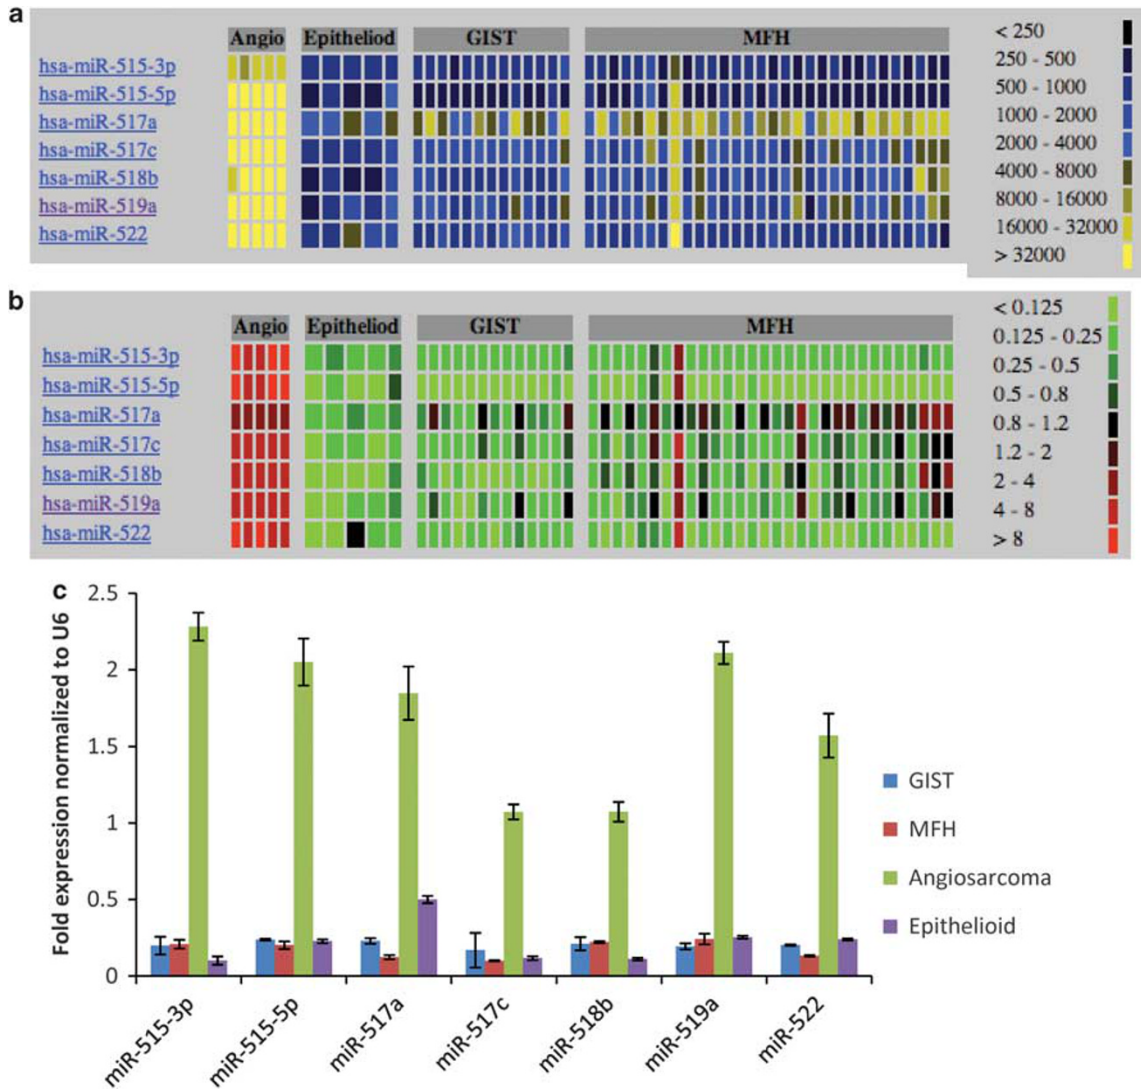 a
Angio Epitheliod GIST MFH
hsa-miR-515-3p
hsa-miR-515-5p
hsa-miR-517a
hsa-miR-517c
hsa-miR-518b
hsa-miR-519a
hsa-miR-522
< 250
250 - 500
500 - 1000
1000 - 2000
2000 - 4000
4000 - 8000
8000 - 16000
16000 - 32000
> 32000
b
Angio Epitheliod GIST MFH
hsa-miR-515-3p
hsa-miR-515-5p
hsa-miR-517a
hsa-miR-517c
hsa-miR-518b
hsa-miR-519a
hsa-miR-522
< 0.125
0.125 - 0.25
0.25 - 0.5
0.5 - 0.8
0.8 - 1.2
1.2 - 2
2 - 4
4 - 8
> 8
c
Fold expression normalized to U6
2.5
2
1.5
1
0.5
0
miR-515-3p
miR-515-5p
miR-517a
miR-517c
miR-518b
miR-519a
miR-522
GIST
MFH
Angiosarcoma
Epithelioid